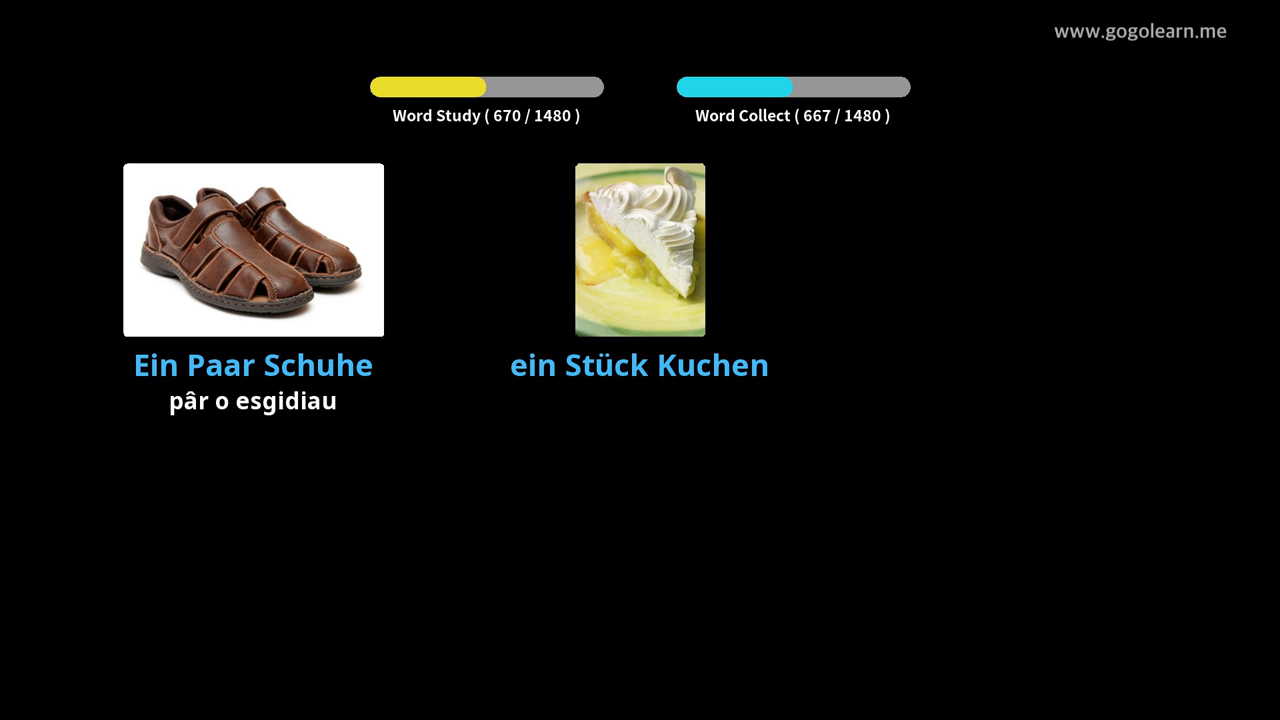 www.gogolearn.me
Word Study ( 670 / 1480 )
Word Collect ( 667 / 1480 )
Ein Paar Schuhe
pâr o esgidiau
ein Stück Kuchen